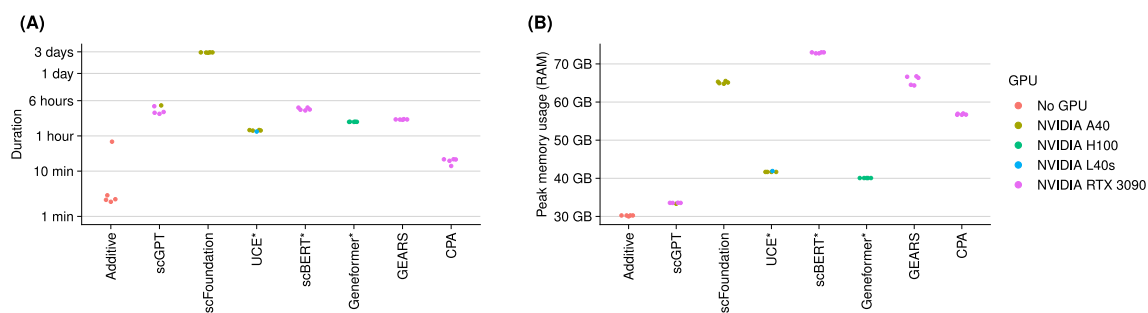 (A)
Duration
3 days
1 day
6 hours
1 hour
10 min
1 min
Additive
scGPT
scFoundation
UCE*
scBERT*
Geneformer*
GEARS
CPA
(B)
Peak memory usage (RAM)
70 GB
60 GB
50 GB
40 GB
30 GB
Additive
scGPT
scFoundation
UCE*
scBERT*
Geneformer*
GEARS
CPA
GPU
No GPU
NVIDIA A40
NVIDIA H100
NVIDIA L40s
NVIDIA RTX 3090